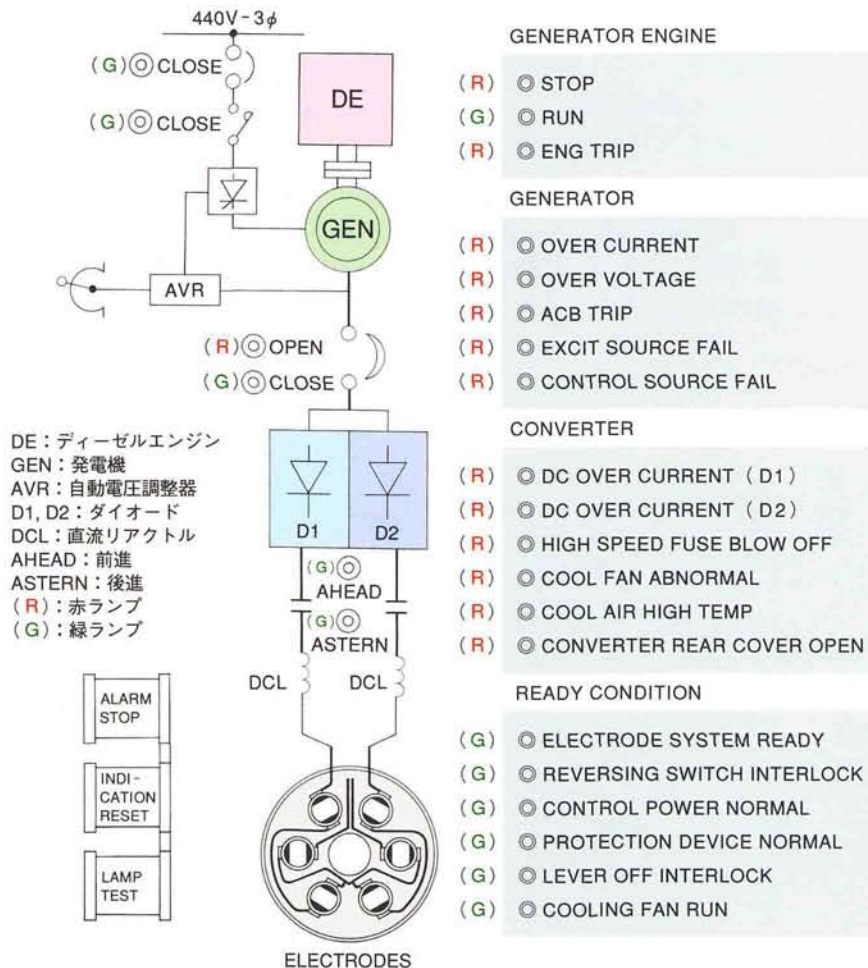 440V-3φ
(G)◎CLOSE
(G)◎CLOSE
DE
GEN
AVR
(R)◎OPEN
(G)◎CLOSE
D1
D2
(G)◎
AHEAD
(G)◎
ASTERN
DCL
DCL
ELECTRODES
DE:ディーゼルエンジン
GEN:発電機
AVR:自動電圧調整器
D1, D2:ダイオード
DCL:直流リアクトル
AHEAD:前進
ASTERN:後進
(R):赤ランプ
(G):緑ランプ
ALARM
STOP
INDI-
CATION
RESET
LAMP
TEST
GENERATOR ENGINE
(R) ◎ STOP
(G) ◎ RUN
(R) ◎ ENG TRIP
GENERATOR
(R) ◎ OVER CURRENT
(R) ◎ OVER VOLTAGE
(R) ◎ ACB TRIP
(R) ◎ EXCIT SOURCE FAIL
(R) ◎ CONTROL SOURCE FAIL
CONVERTER
(R) ◎ DC OVER CURRENT (D1)
(R) ◎ DC OVER CURRENT (D2)
(R) ◎ HIGH SPEED FUSE BLOW OFF
(R) ◎ COOL FAN ABNORMAL
(R) ◎ COOL AIR HIGH TEMP
(R) ◎ CONVERTER REAR COVER OPEN
READY CONDITION
(G) ◎ ELECTRODE SYSTEM READY
(G) ◎ REVERSING SWITCH INTERLOCK
(G) ◎ CONTROL POWER NORMAL
(G) ◎ PROTECTION DEVICE NORMAL
(G) ◎ LEVER OFF INTERLOCK
(G) ◎ COOLING FAN RUN